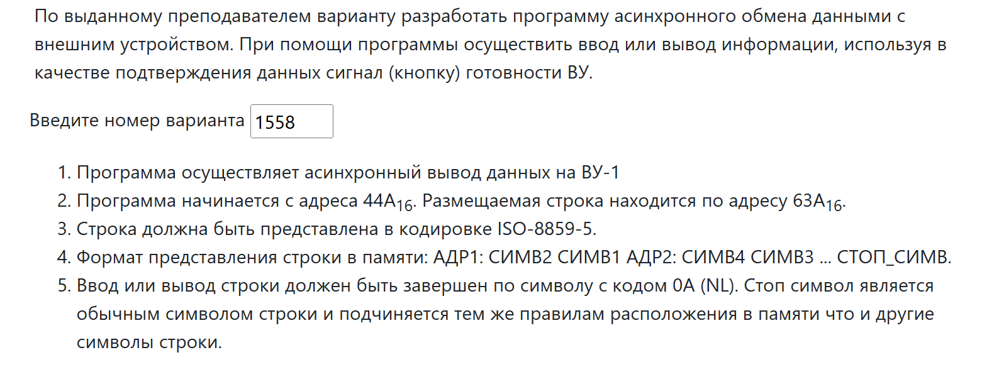 По выданному преподавателем варианту разработать программу асинхронного обмена данными с
внешним устройством. При помощи программы осуществить ввод или вывод информации, используя в
качестве подтверждения данных сигнал (кнопку) готовности ВУ.
Введите номер варианта 1558
1. Программа осуществляет асинхронный вывод данных на ВУ-1
2. Программа начинается с адреса 44A₁₆. Размещаемая строка находится по адресу 63A₁₆.
3. Строка должна быть представлена в кодировке ISO-8859-5.
4. Формат представления строки в памяти: АДР1: СИМВ2 СИМВ1 АДР2: СИМВ4 СИМВ3 ... СТОП_СИМВ.
5. Ввод или вывод строки должен быть завершен по символу с кодом 0A (NL). Стоп символ является
обычным символом строки и подчиняется тем же правилам расположения в памяти что и другие
символы строки.